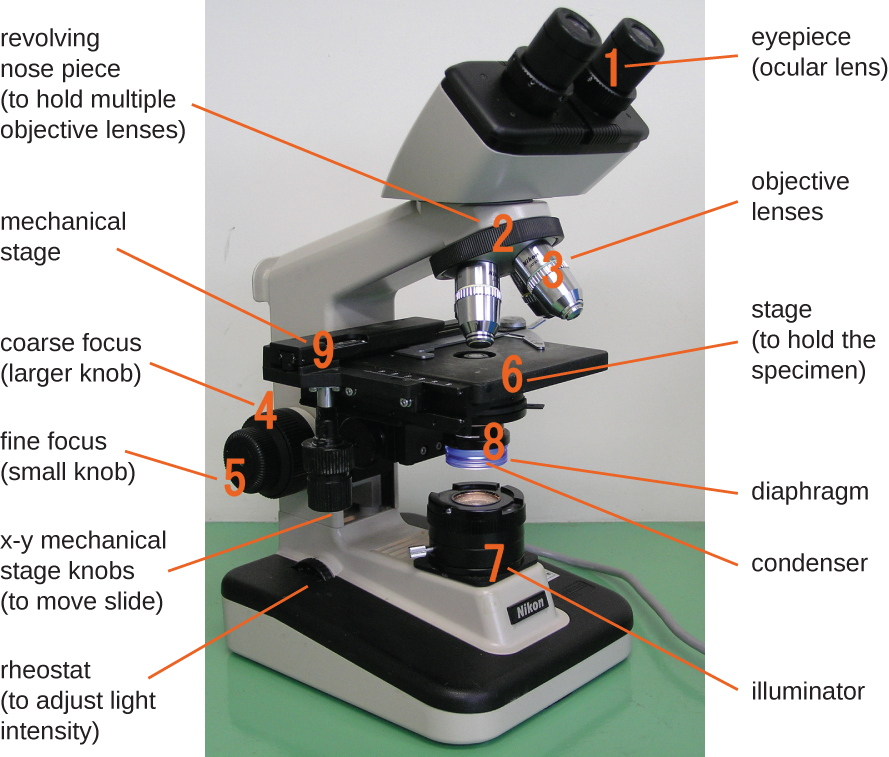 revolving
nose piece
(to hold multiple
objective lenses)
mechanical
stage
coarse focus
(larger knob)
fine focus
(small knob)
x-y mechanical
stage knobs
(to move slide)
rheostat
(to adjust light
intensity)
1
2
3
9
6
4
8
5
7
Nikon
eyepiece
(ocular lens)
objective
lenses
stage
(to hold the
specimen)
diaphragm
condenser
illuminator